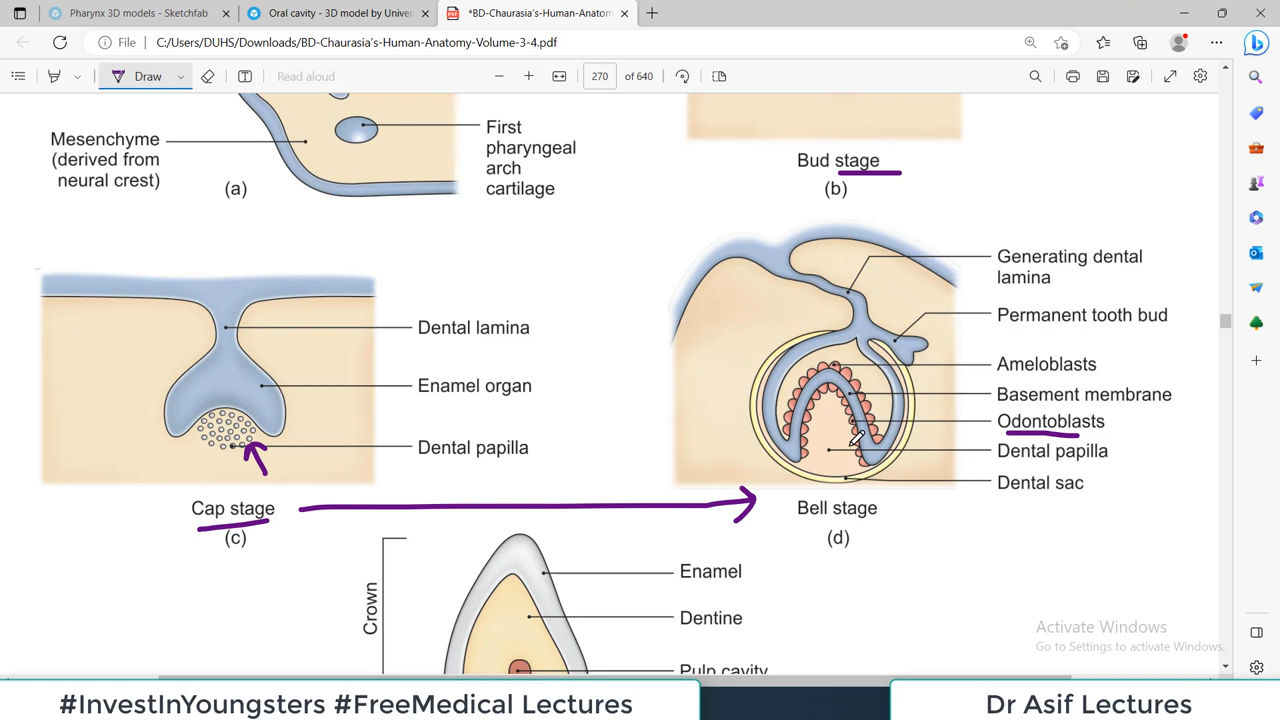 Pharynx 3D models - Sketchfab
Oral cavity - 3D model by Univer
*BD-Chaurasia's-Human-Anatom
File
C:/Users/DUHS/Downloads/BD-Chaurasia's-Human-Anatomy-Volume-3-4.pdf
Draw
Read aloud
270
of 640
Mesenchyme
(derived from
neural crest)
First
pharyngeal
arch
cartilage
(a)
Bud stage
(b)
Dental lamina
Enamel organ
Dental papilla
Cap stage
(c)
Generating dental
lamina
Permanent tooth bud
Ameloblasts
Basement membrane
Odontoblasts
Dental papilla
Dental sac
Bell stage
(d)
Crown
Enamel
Dentine
Pulp cavity
Activate Windows
Go to Settings to activate Windows.
#InvestInYoungsters #FreeMedical Lectures
Dr Asif Lectures